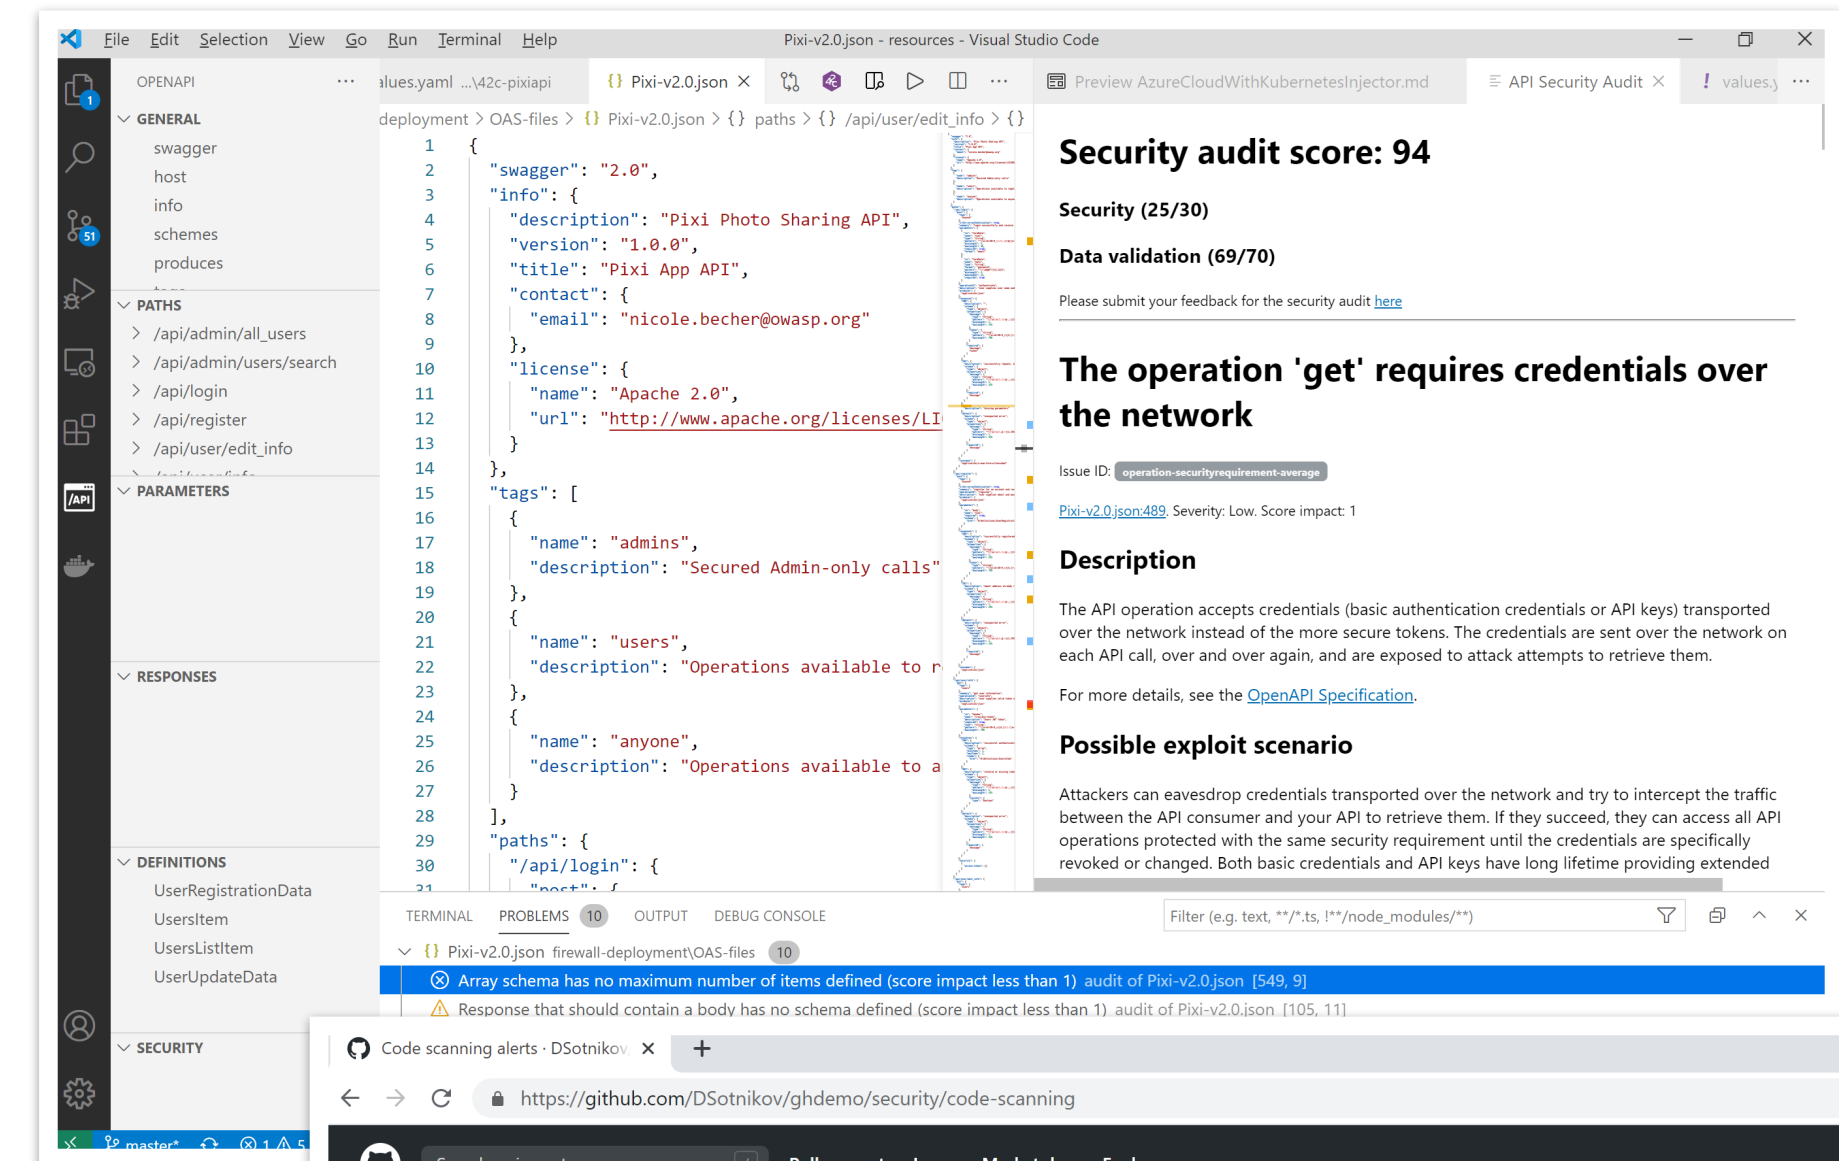 File Edit Selection View Go Run Terminal Help
Pixi-v2.0.json - resources - Visual Studio Code
OPENAPI ···
GENERAL
swagger
host
info
schemes
produces
PATHS
/api/admin/all_users
/api/admin/users/search
/api/login
/api/register
/api/user/edit_info
PARAMETERS
RESPONSES
DEFINITIONS
UserRegistrationData
UsersItem
UsersListItem
UserUpdateData
SECURITY
1
51
/API
master* 1 5
alues.yaml ...\42c-pixiapi {} Pixi-v2.0.json
deployment > OAS-files > {} Pixi-v2.0.json > {} paths > {} /api/user/edit_info > {}
1 {
2 "swagger": "2.0",
3 "info": {
4 "description": "Pixi Photo Sharing API",
5 "version": "1.0.0",
6 "title": "Pixi App API",
7 "contact": {
8 "email": "nicole.becher@owasp.org"
9 },
10 "license": {
11 "name": "Apache 2.0",
12 "url": "http://www.apache.org/licenses/LI
13 }
14 },
15 "tags": [
16 {
17 "name": "admins",
18 "description": "Secured Admin-only calls"
19 },
20 {
21 "name": "users",
22 "description": "Operations available to r
23 },
24 {
25 "name": "anyone",
26 "description": "Operations available to a
27 }
28 ],
29 "paths": {
30 "/api/login": {
31 "post": {
Preview AzureCloudWithKubernetesInjector.md API Security Audit ! values.y ···
Security audit score: 94
Security (25/30)
Data validation (69/70)
Please submit your feedback for the security audit here
The operation 'get' requires credentials over
the network
Issue ID: operation-securityrequirement-average
Pixi-v2.0.json:489. Severity: Low. Score impact: 1
Description
The API operation accepts credentials (basic authentication credentials or API keys) transported
over the network instead of the more secure tokens. The credentials are sent over the network on
each API call, over and over again, and are exposed to attack attempts to retrieve them.
For more details, see the OpenAPI Specification.
Possible exploit scenario
Attackers can eavesdrop credentials transported over the network and try to intercept the traffic
between the API consumer and your API to retrieve them. If they succeed, they can access all API
operations protected with the same security requirement until the credentials are specifically
revoked or changed. Both basic credentials and API keys have long lifetime providing extended
TERMINAL PROBLEMS 10 OUTPUT DEBUG CONSOLE
Filter (e.g. text, **/*.ts, !**/node_modules/**)
{} Pixi-v2.0.json firewall-deployment\OAS-files 10
Array schema has no maximum number of items defined (score impact less than 1) audit of Pixi-v2.0.json [549, 9]
Response that should contain a body has no schema defined (score impact less than 1) audit of Pixi-v2.0.json [105, 11]
Code scanning alerts · DSotnikov
https://github.com/DSotnikov/ghdemo/security/code-scanning